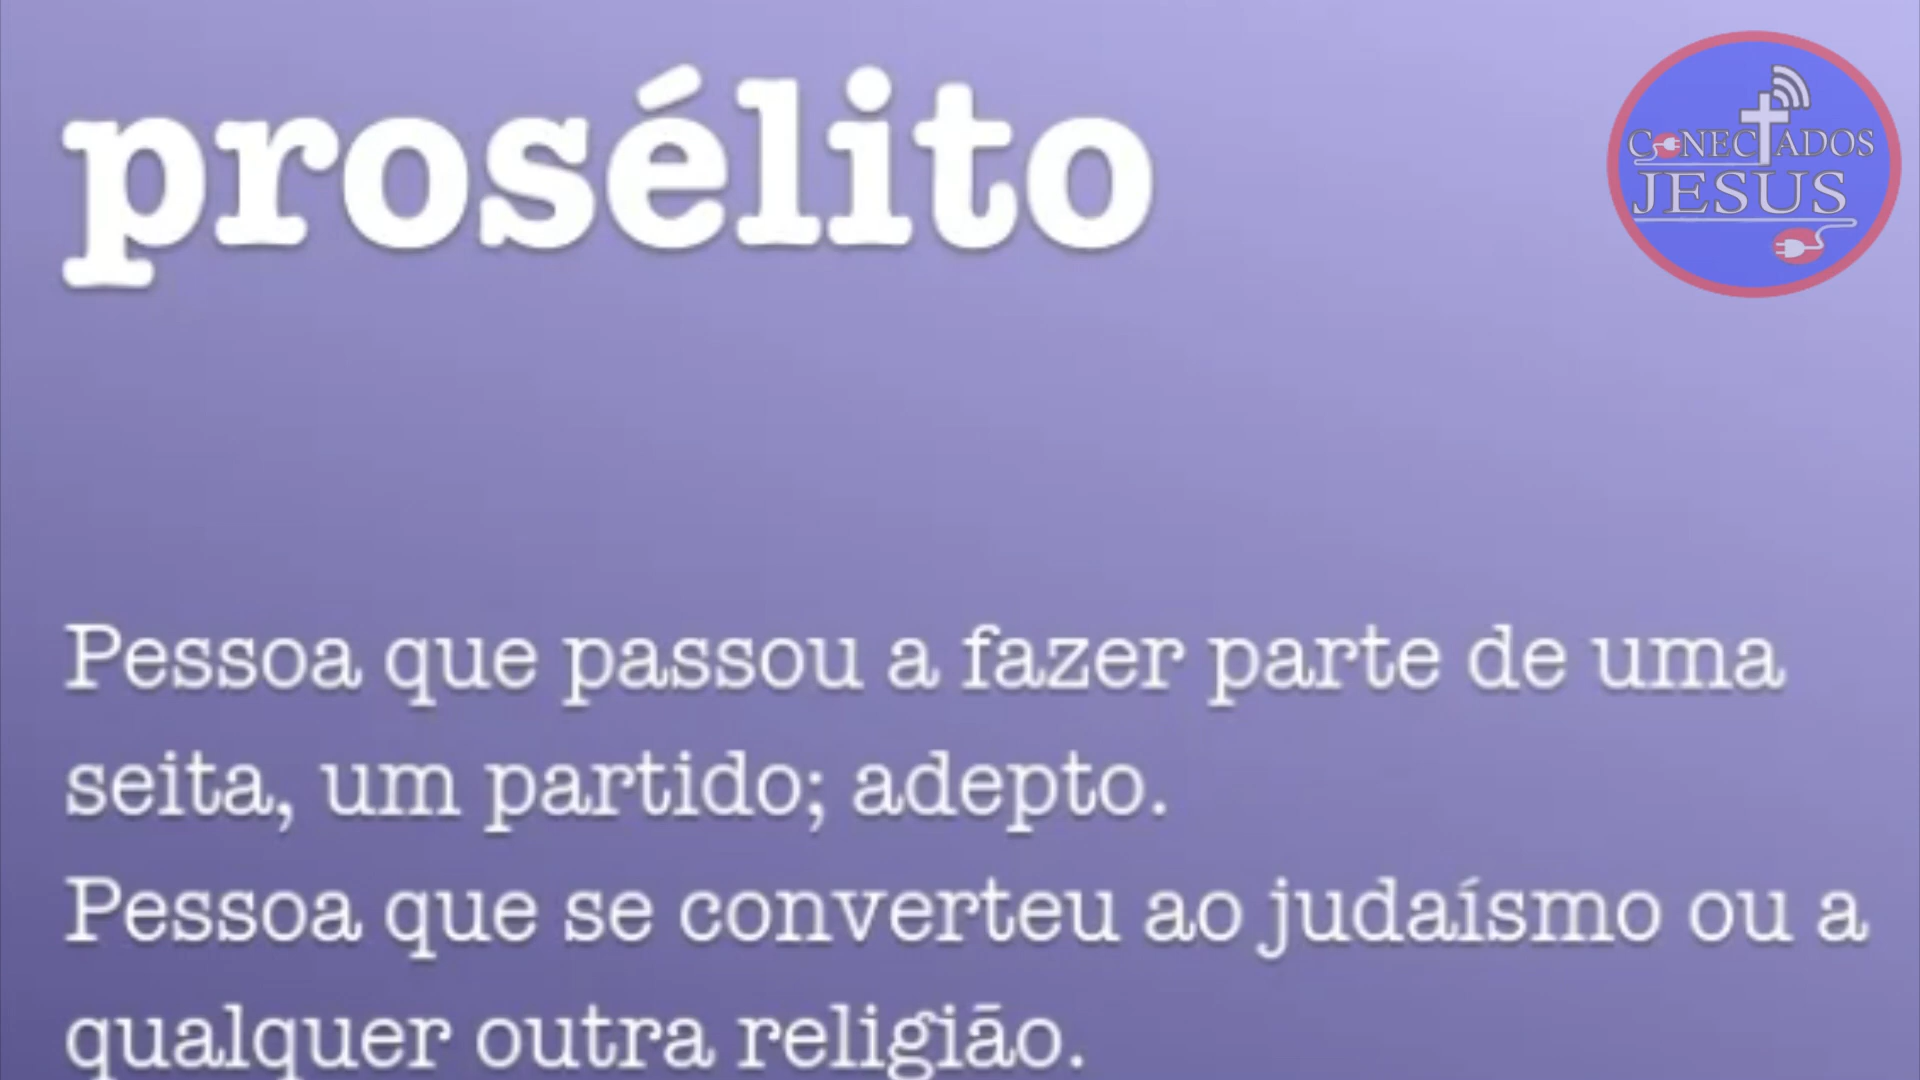 prosélito
CONECTADOS
JESUS
Pessoa que passou a fazer parte de uma
seita, um partido; adepto.
Pessoa que se converteu ao judaísmo ou a
qualquer outra religião.